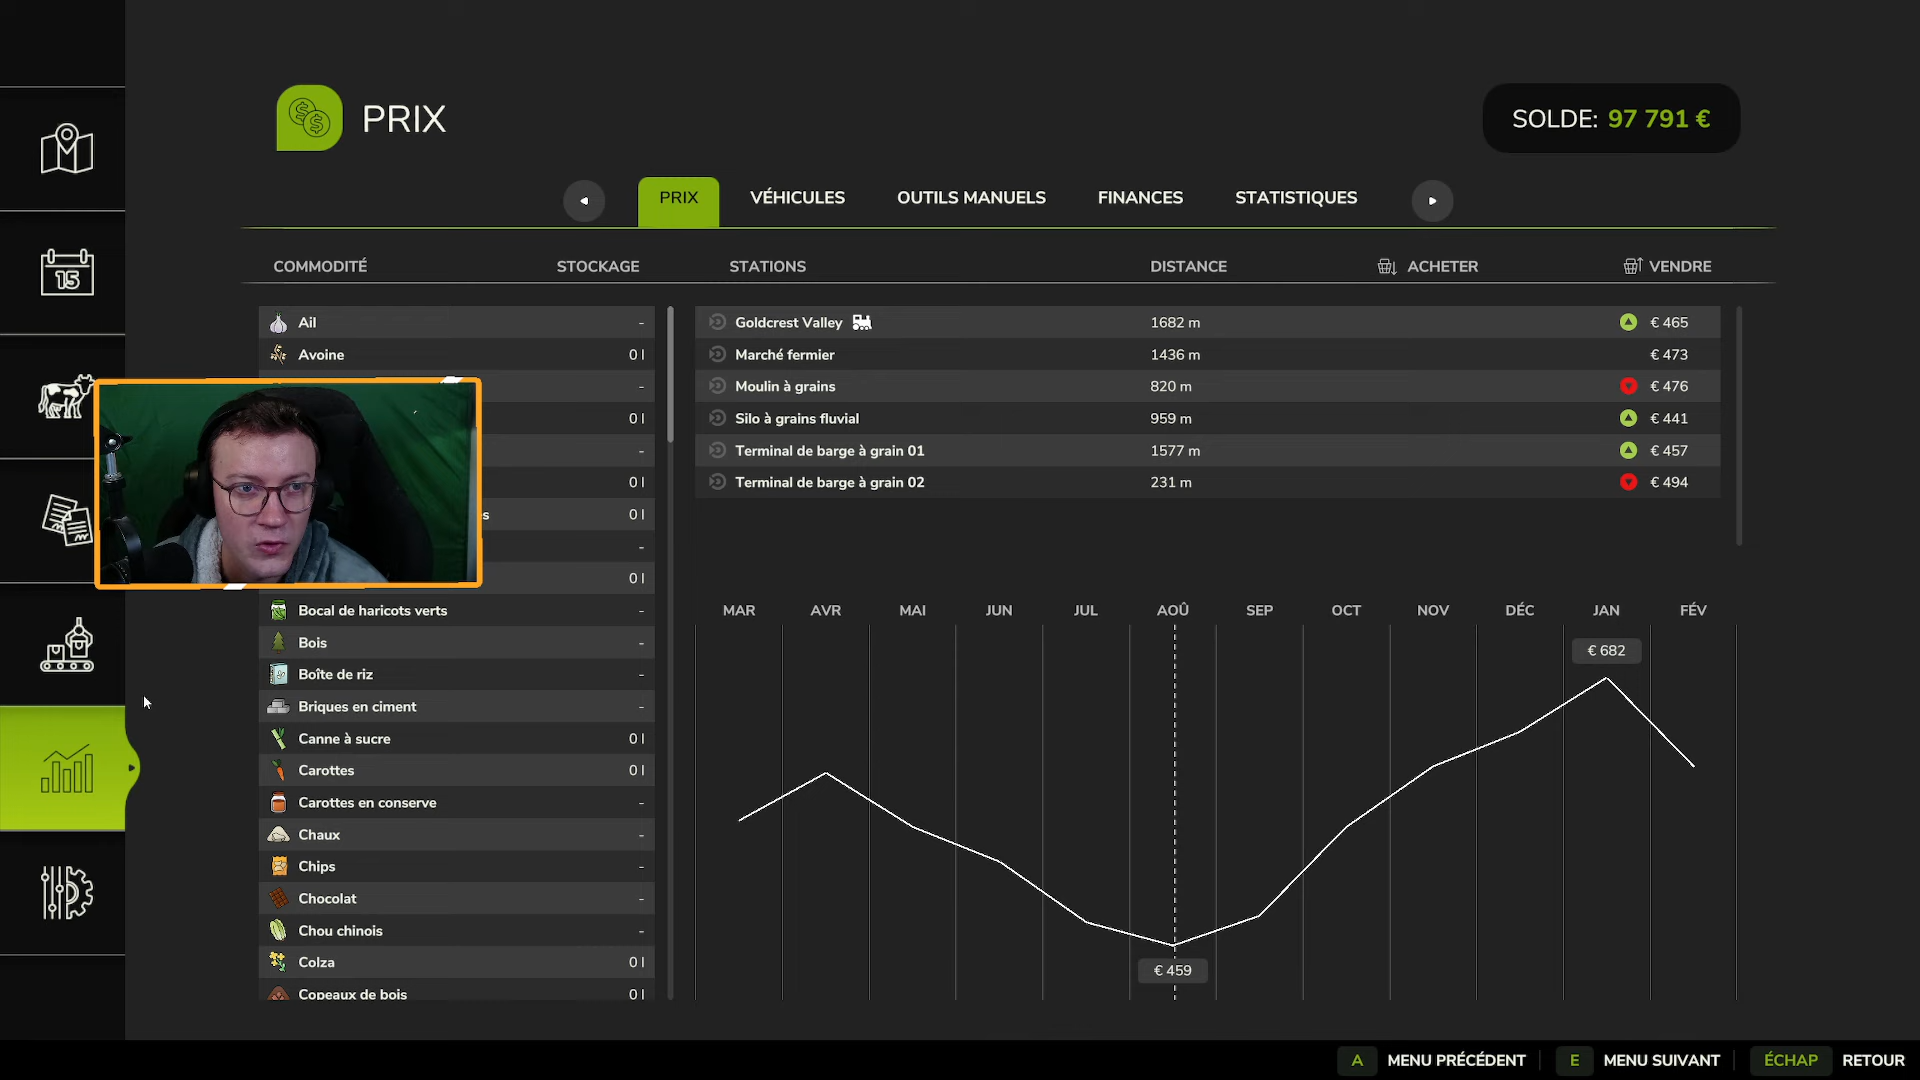 PRIX
SOLDE: 97 791 €
PRIX VÉHICULES OUTILS MANUELS FINANCES STATISTIQUES
15
COMMODITÉ STOCKAGE STATIONS DISTANCE ACHETER VENDRE
Ail -
Avoine 0 l
-
0 l
-
0 l
s 0 l
-
0 l
Bocal de haricots verts -
Bois -
Boîte de riz -
Briques en ciment -
Canne à sucre 0 l
Carottes 0 l
Carottes en conserve -
Chaux -
Chips -
Chocolat -
Chou chinois -
Colza 0 l
Copeaux de bois 0 l
Goldcrest Valley 1682 m € 465
Marché fermier 1436 m € 473
Moulin à grains 820 m € 476
Silo à grains fluvial 959 m € 441
Terminal de barge à grain 01 1577 m € 457
Terminal de barge à grain 02 231 m € 494
MAR AVR MAI JUN JUL AOÛ SEP OCT NOV DÉC JAN FÉV
€ 682
€ 459
A MENU PRÉCÉDENT E MENU SUIVANT ÉCHAP RETOUR